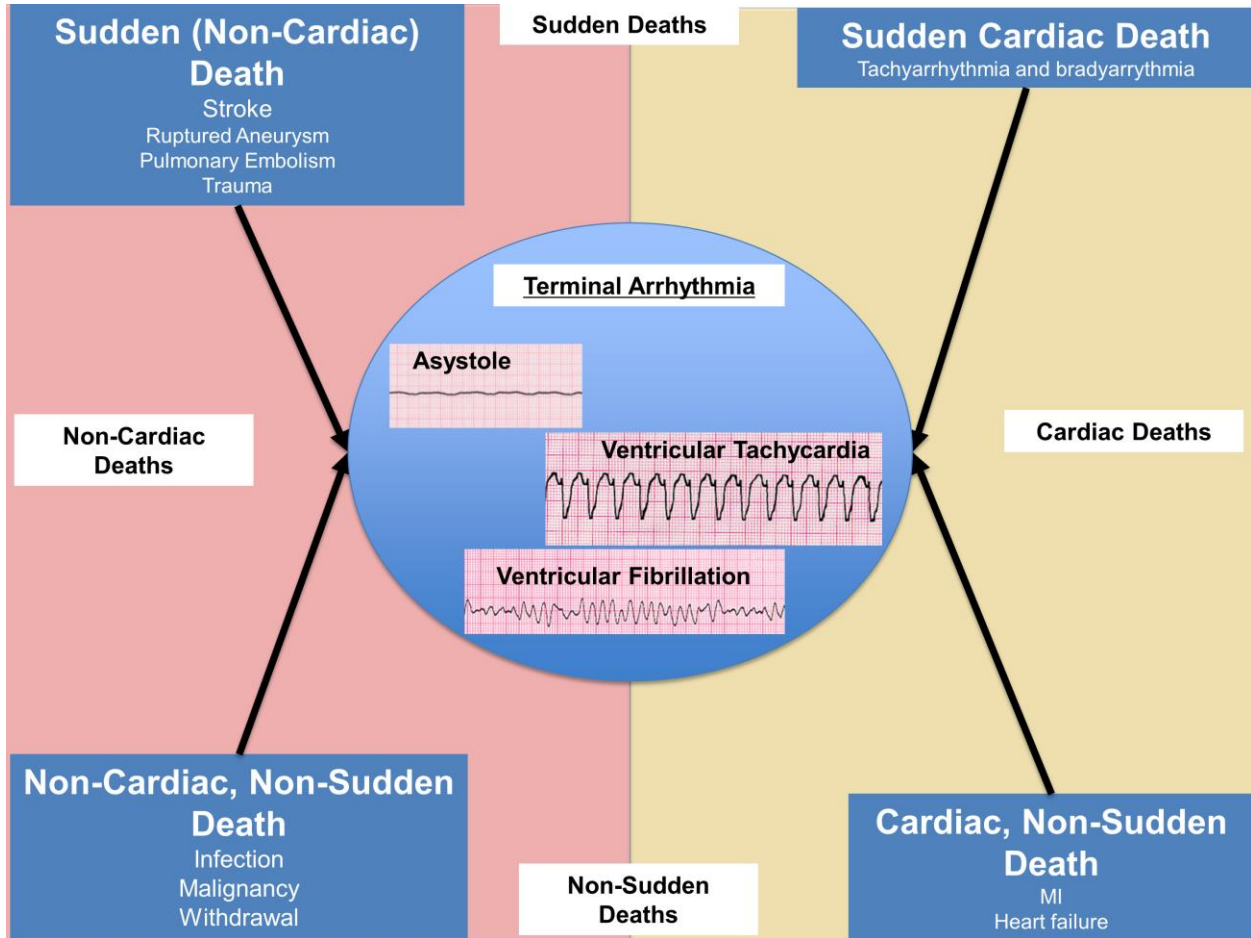 Sudden (Non-Cardiac)
Death
Stroke
Ruptured Aneurysm
Pulmonary Embolism
Trauma
Sudden Deaths
Sudden Cardiac Death
Tachyarrhythmia and bradyarrythmia
Terminal Arrhythmia
Asystole
Ventricular Tachycardia
Ventricular Fibrillation
Non-Cardiac
Deaths
Cardiac Deaths
Non-Cardiac, Non-Sudden
Death
Infection
Malignancy
Withdrawal
Non-Sudden
Deaths
Cardiac, Non-Sudden
Death
MI
Heart failure